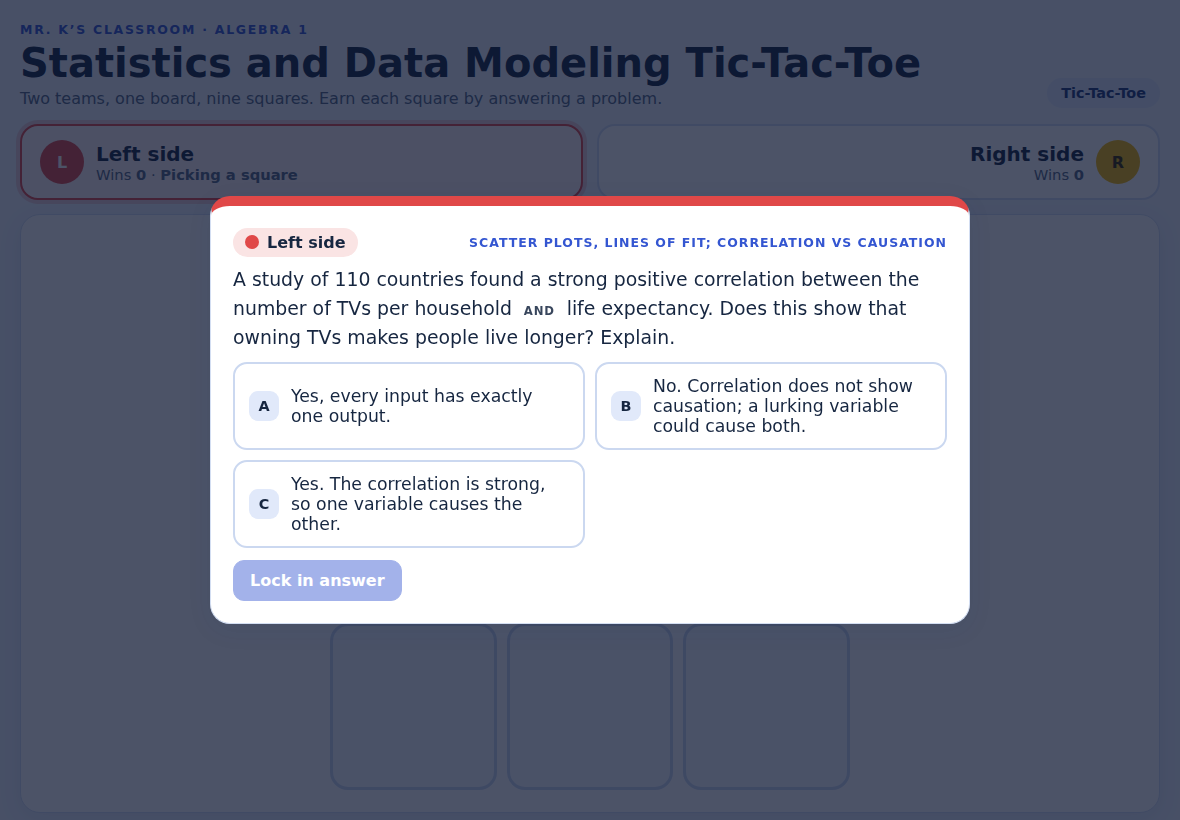 MR. K'S CLASSROOM · ALGEBRA 1
Statistics and Data Modeling Tic-Tac-Toe
Two teams, one board, nine squares. Earn each square by answering a problem.
Tic-Tac-Toe
L
Left side
Wins 0 · Picking a square
Right side
Wins 0
R
Left side
SCATTER PLOTS, LINES OF FIT; CORRELATION VS CAUSATION
A study of 110 countries found a strong positive correlation between the
number of TVs per household AND life expectancy. Does this show that
owning TVs makes people live longer? Explain.
A
Yes, every input has exactly
one output.
B
No. Correlation does not show
causation; a lurking variable
could cause both.
C
Yes. The correlation is strong,
so one variable causes the
other.
Lock in answer